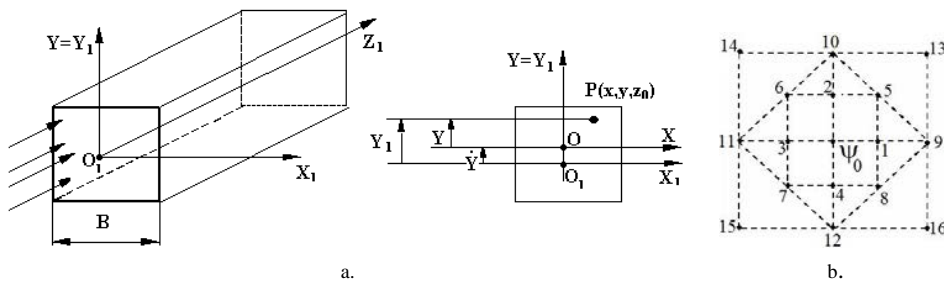 Y=Y₁
Z₁
O₁
X₁
B
Y=Y₁
P(x,y,z₀)
Y₁
Y
O
X
Ẏ
O₁
X₁
a.
14
10
13
6
2
5
11
3
Ψ₀
1
9
7
4
8
15
12
16
b.